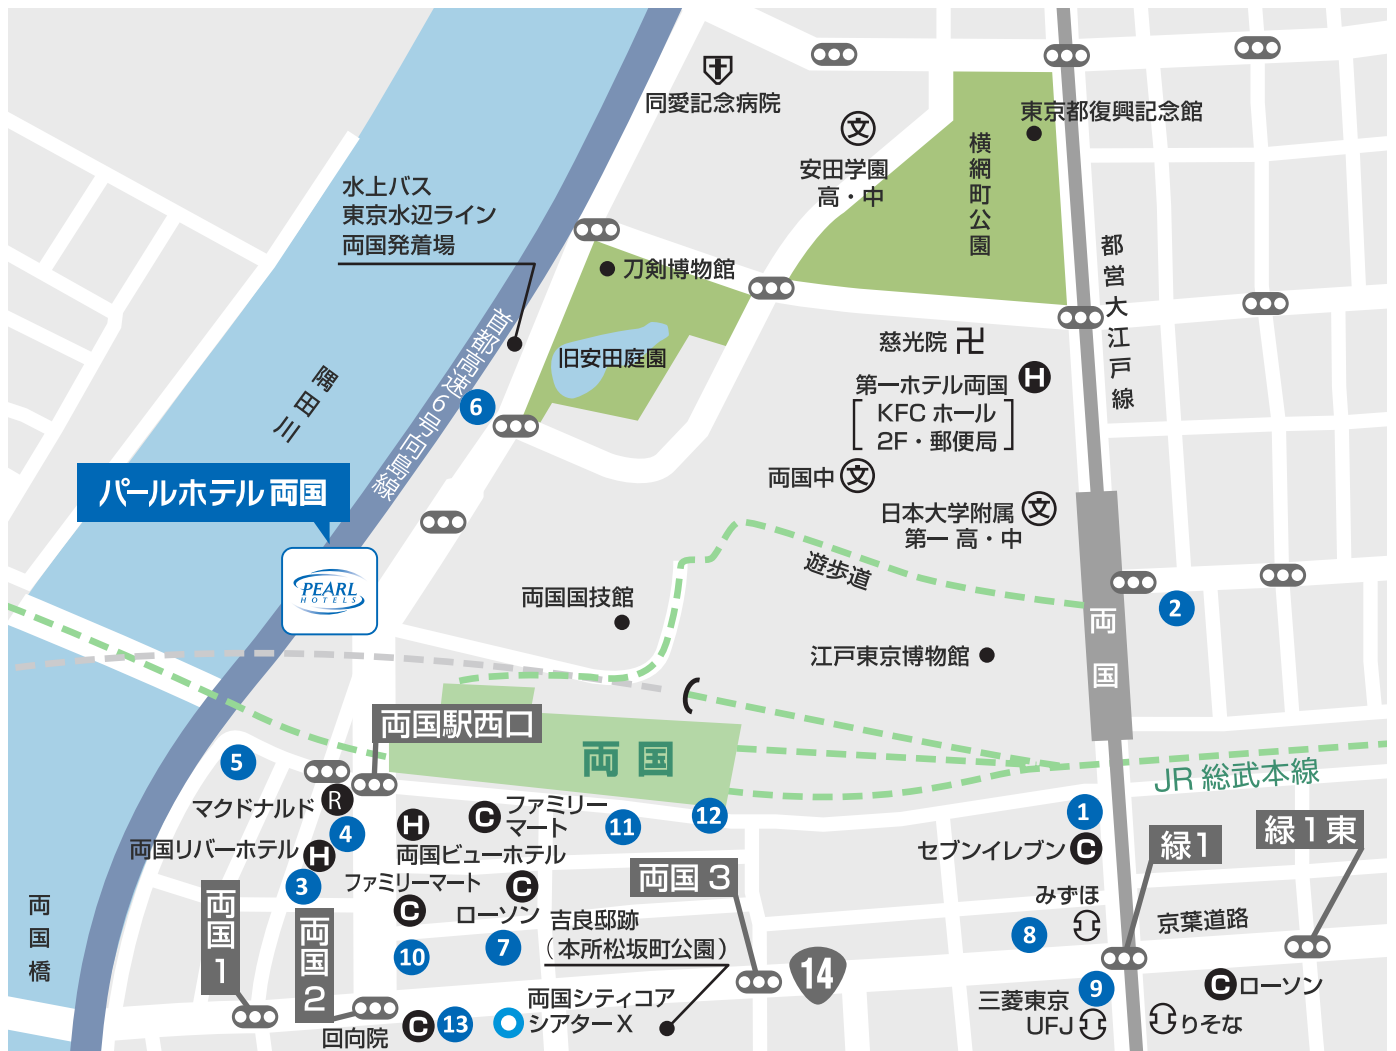 同愛記念病院
文
安田学園
高・中
東京都復興記念館
横網町公園
水上バス
東京水辺ライン
両国発着場
刀剣博物館
都営大江戸線
首都高速6号向島線
旧安田庭園
慈光院
卍
第一ホテル両国
H
KFC ホール
2F・郵便局
隅田川
6
パールホテル 両国
PEARL
HOTELS
両国中
文
日本大学附属
第一 高・中
文
遊歩道
両国国技館
2
両国
江戸東京博物館
両国駅西口
両国
JR 総武本線
5
マクドナルド
R
4
両国リバーホテル
H
3
H
両国ビューホテル
C
ファミリー
マート
11
12
1
セブンイレブン
C
緑1
緑1東
ファミリーマート
C
C
ローソン
両国3
両国1
両国2
両国橋
吉良邸跡
(本所松坂町公園)
10
7
みずほ
8
京葉道路
14
9
三菱東京
UFJ
C
ローソン
りそな
両国シティコア
シアターX
回向院
C
13